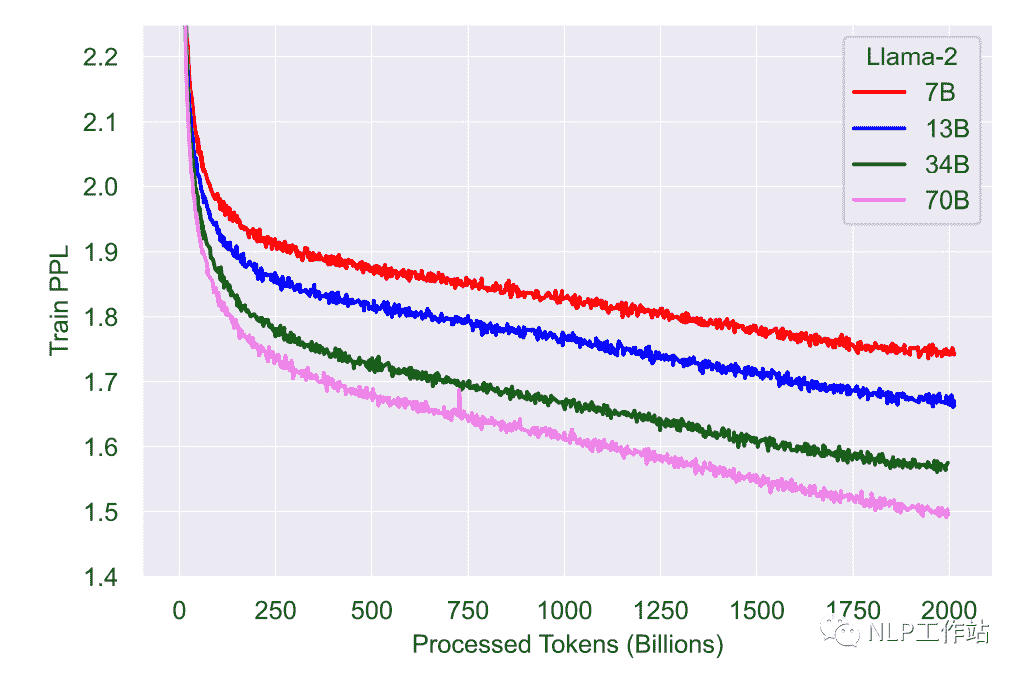 Llama-2
7B
13B
34B
70B
2.2
2.1
2.0
1.9
1.8
1.7
1.6
1.5
1.4
Train PPL
0 250 500 750 1000 1250 1500 1750 2000
Processed Tokens (Billions)
NLP工作站